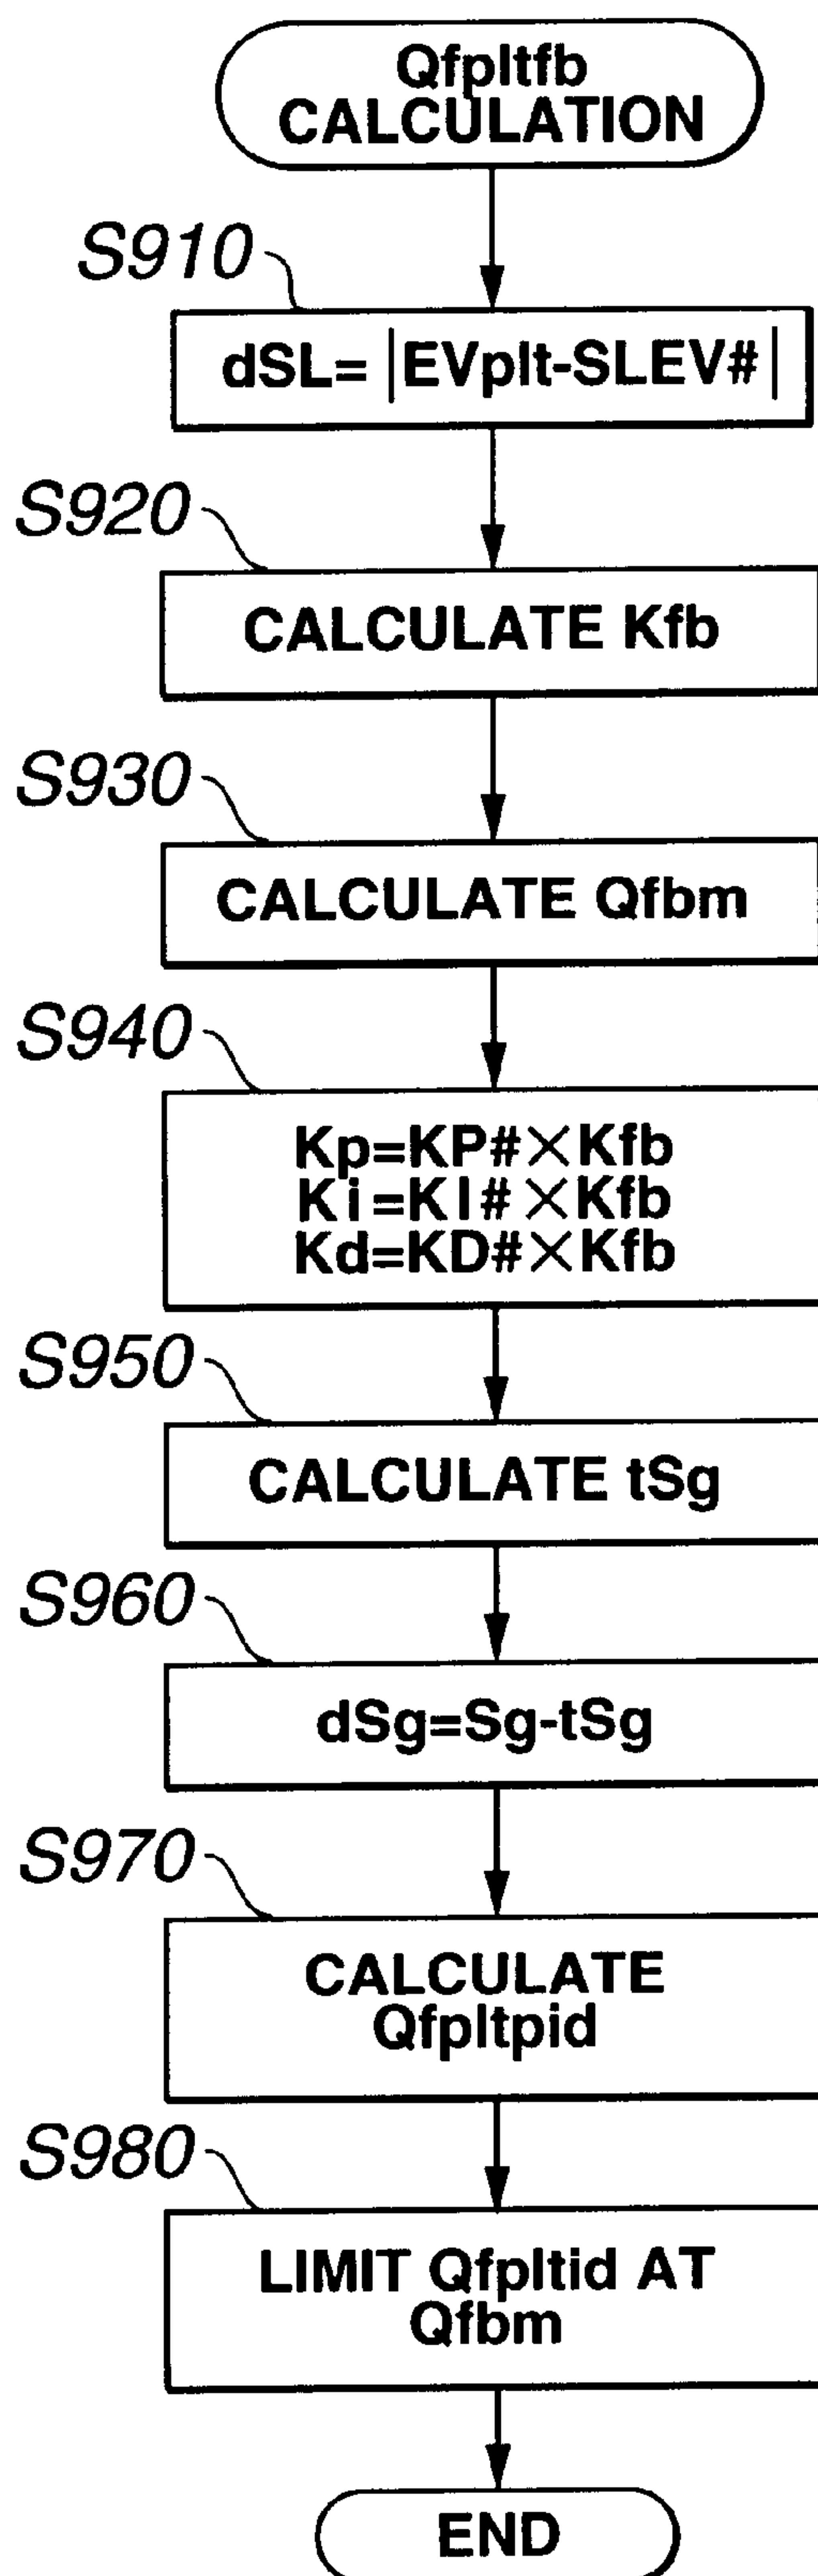 Qfpltfb
CALCULATION
S910
dSL= |EVplt-SLEV#|
S920
CALCULATE Kfb
S930
CALCULATE Qfbm
S940
Kp=KP#×Kfb
Ki=KI#×Kfb
Kd=KD#×Kfb
S950
CALCULATE tSg
S960
dSg=Sg-tSg
S970
CALCULATE
Qfpltpid
S980
LIMIT Qfpltid AT
Qfbm
END